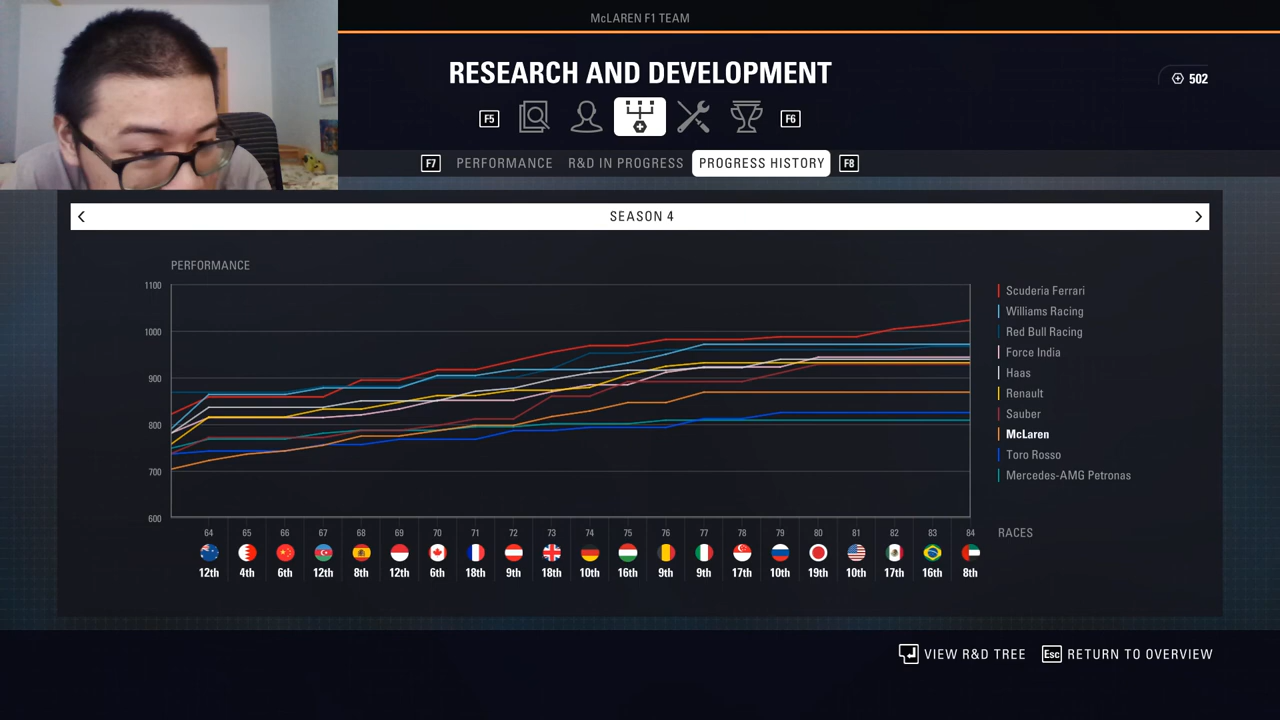 McLAREN F1 TEAM
RESEARCH AND DEVELOPMENT
502
F5
F6
F7 PERFORMANCE R&D IN PROGRESS PROGRESS HISTORY F8
SEASON 4
PERFORMANCE
1100
1000
900
800
700
600
Scuderia Ferrari
Williams Racing
Red Bull Racing
Force India
Haas
Renault
Sauber
McLaren
Toro Rosso
Mercedes-AMG Petronas
64 65 66 67 68 69 70 71 72 73 74 75 76 77 78 79 80 81 82 83 84 RACES
12th 4th 6th 12th 8th 12th 6th 18th 9th 18th 10th 16th 9th 9th 17th 10th 19th 10th 17th 16th 8th
VIEW R&D TREE Esc RETURN TO OVERVIEW